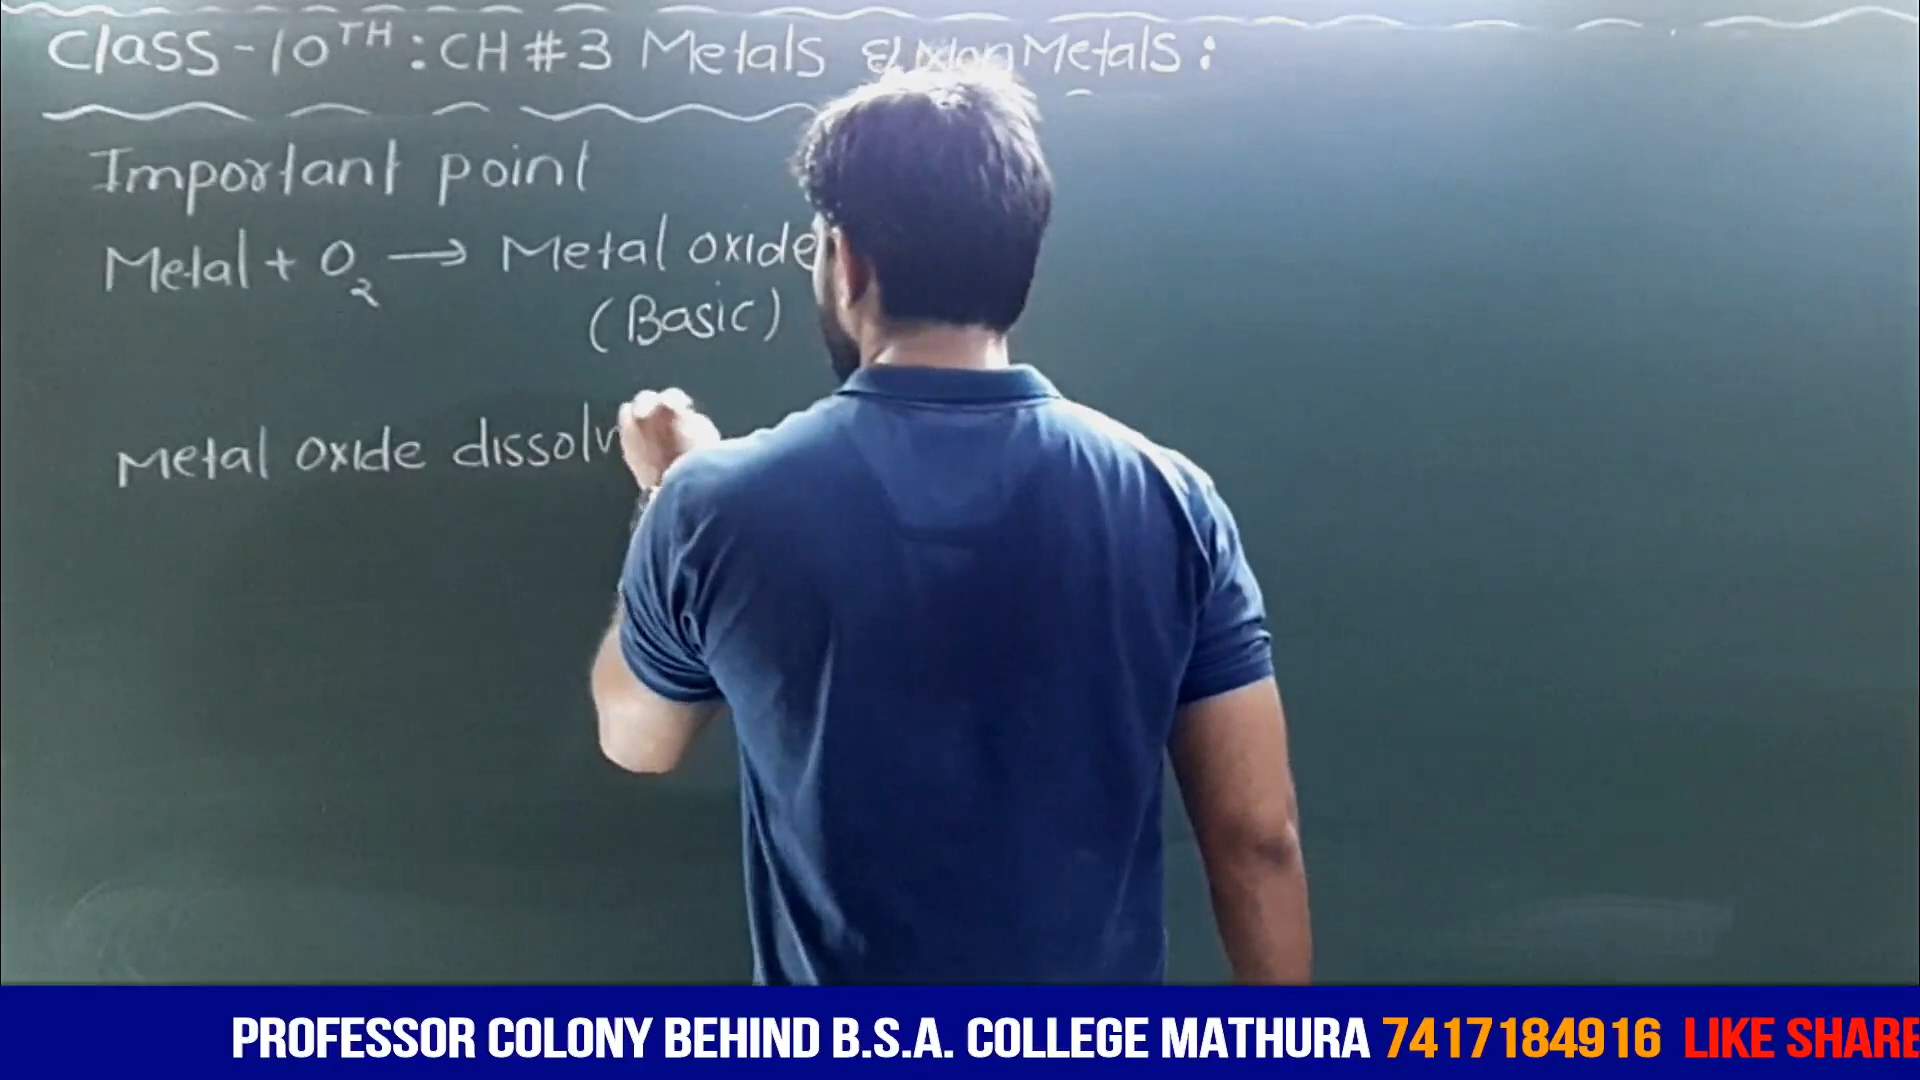 Class-10TH: CH # 3 Metals & Non Metals:
Important point
Metal + O2 → Metal oxide
(Basic)
Metal oxide dissolv
PROFESSOR COLONY BEHIND B.S.A. COLLEGE MATHURA 7417184916 LIKE SHARE